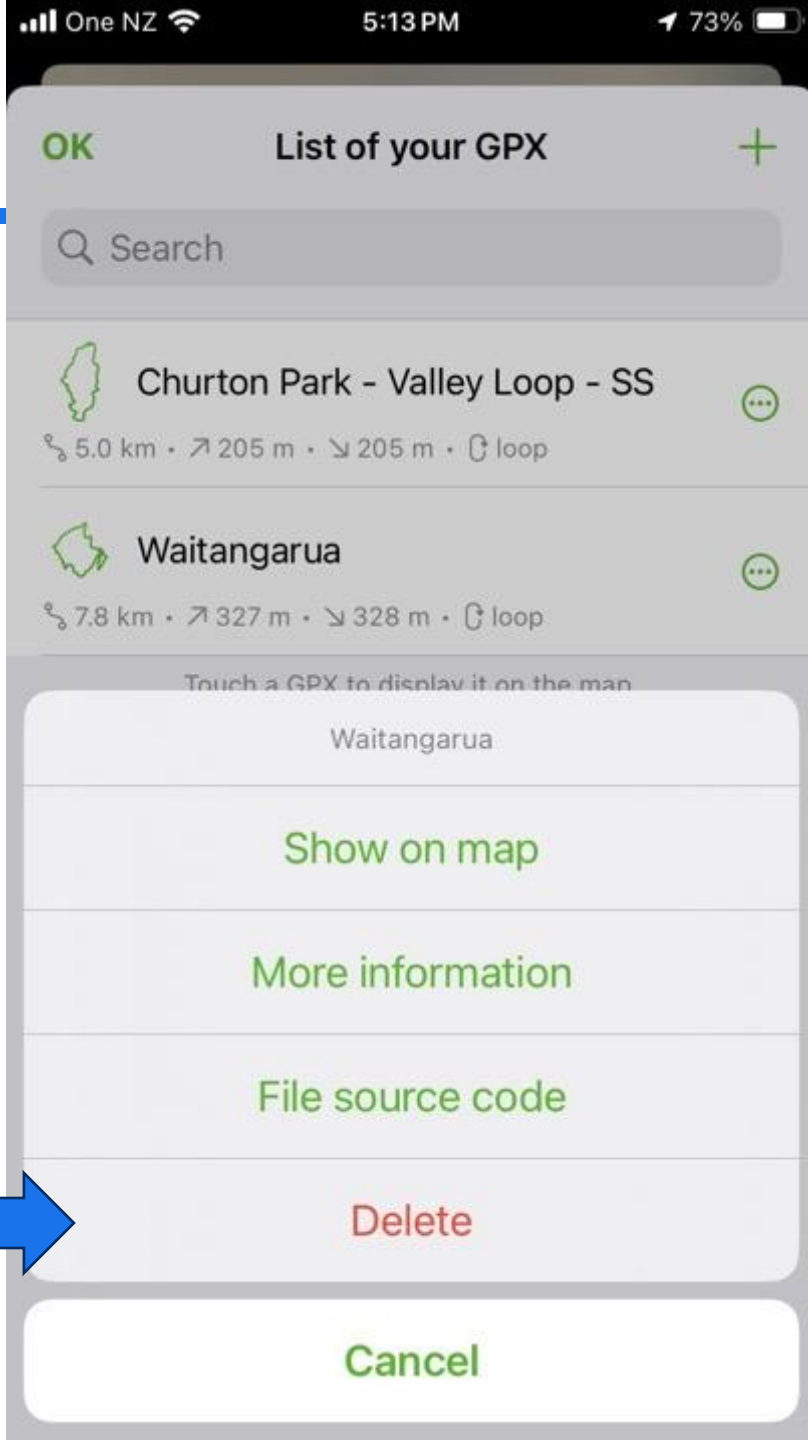 One NZ 5:13 PM 73%
OK List of your GPX +
Search
Churton Park - Valley Loop - SS
5.0 km • ↗ 205 m • ↘ 205 m • loop
Waitangarua
7.8 km • ↗ 327 m • ↘ 328 m • loop
Touch a GPX to display it on the map
Waitangarua
Show on map
More information
File source code
Delete
Cancel